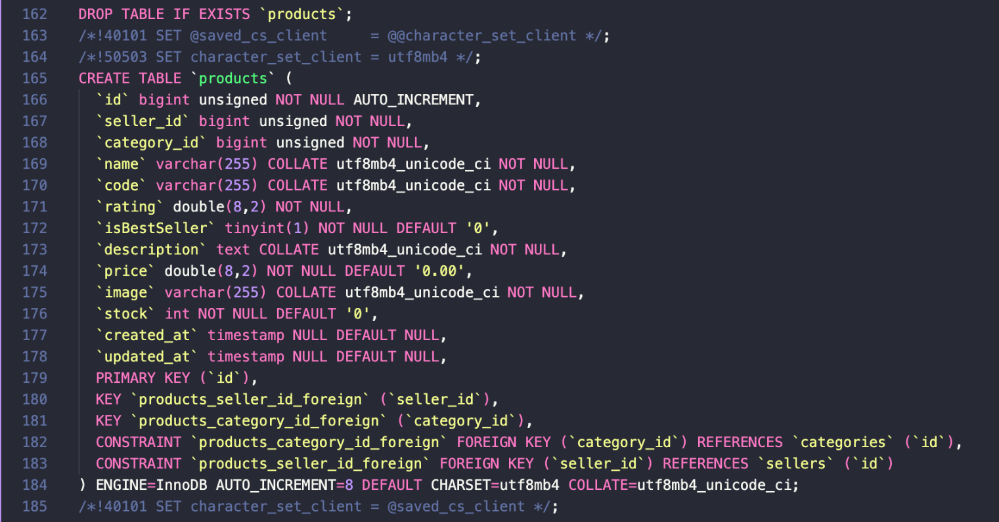 162 DROP TABLE IF EXISTS `products`;
163 /*!40101 SET @saved_cs_client     = @@character_set_client */;
164 /*!50503 SET character_set_client = utf8mb4 */;
165 CREATE TABLE `products` (
166   `id` bigint unsigned NOT NULL AUTO_INCREMENT,
167   `seller_id` bigint unsigned NOT NULL,
168   `category_id` bigint unsigned NOT NULL,
169   `name` varchar(255) COLLATE utf8mb4_unicode_ci NOT NULL,
170   `code` varchar(255) COLLATE utf8mb4_unicode_ci NOT NULL,
171   `rating` double(8,2) NOT NULL,
172   `isBestSeller` tinyint(1) NOT NULL DEFAULT '0',
173   `description` text COLLATE utf8mb4_unicode_ci NOT NULL,
174   `price` double(8,2) NOT NULL DEFAULT '0.00',
175   `image` varchar(255) COLLATE utf8mb4_unicode_ci NOT NULL,
176   `stock` int NOT NULL DEFAULT '0',
177   `created_at` timestamp NULL DEFAULT NULL,
178   `updated_at` timestamp NULL DEFAULT NULL,
179   PRIMARY KEY (`id`),
180   KEY `products_seller_id_foreign` (`seller_id`),
181   KEY `products_category_id_foreign` (`category_id`),
182   CONSTRAINT `products_category_id_foreign` FOREIGN KEY (`category_id`) REFERENCES `categories` (`id`),
183   CONSTRAINT `products_seller_id_foreign` FOREIGN KEY (`seller_id`) REFERENCES `sellers` (`id`)
184 ) ENGINE=InnoDB AUTO_INCREMENT=8 DEFAULT CHARSET=utf8mb4 COLLATE=utf8mb4_unicode_ci;
185 /*!40101 SET character_set_client = @saved_cs_client */;